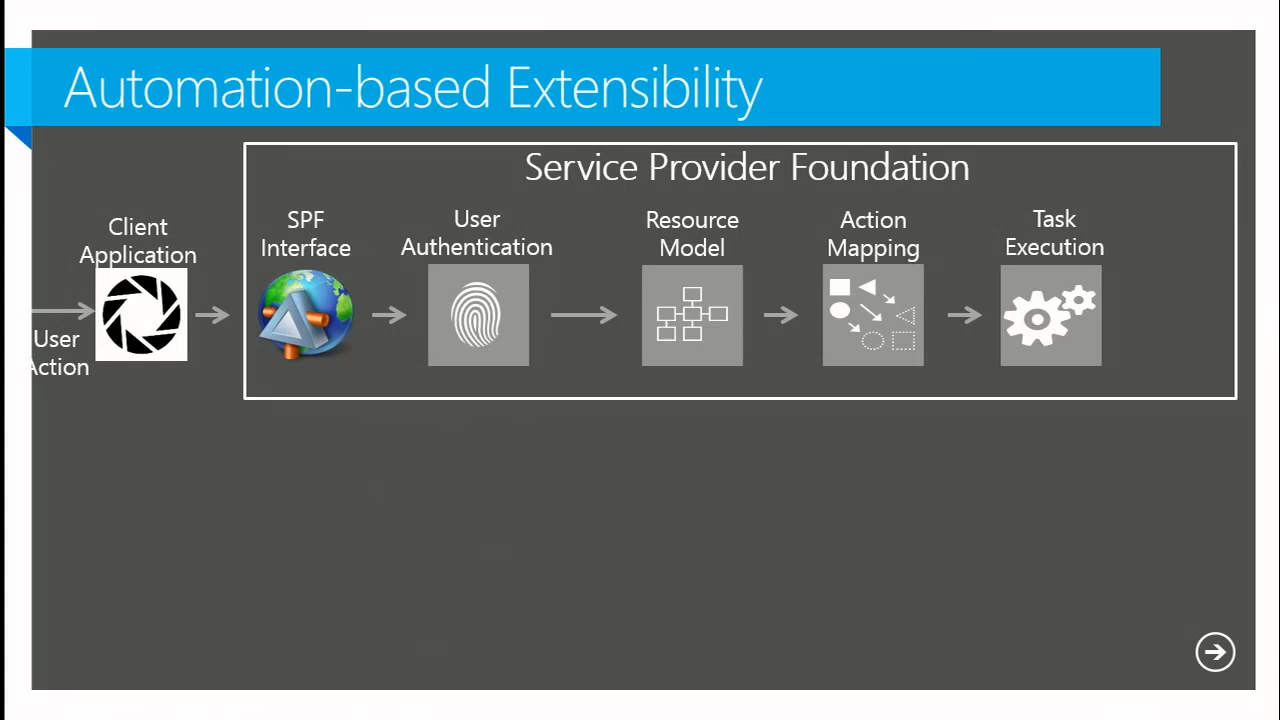 Automation-based Extensibility
Service Provider Foundation
Client
Application
SPF
Interface
User
Authentication
Resource
Model
Action
Mapping
Task
Execution
User
Action